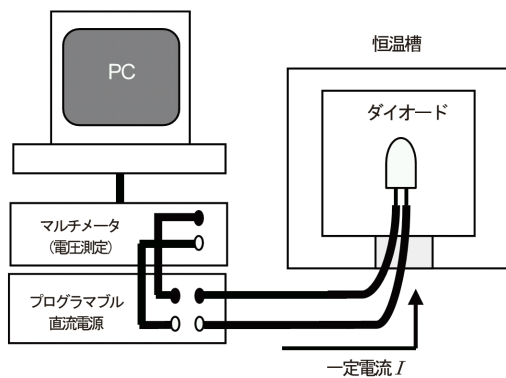 PC
恒温槽
ダイオード
マルチメータ
(電圧測定)
プログラマブル
直流電源
一定電流 I